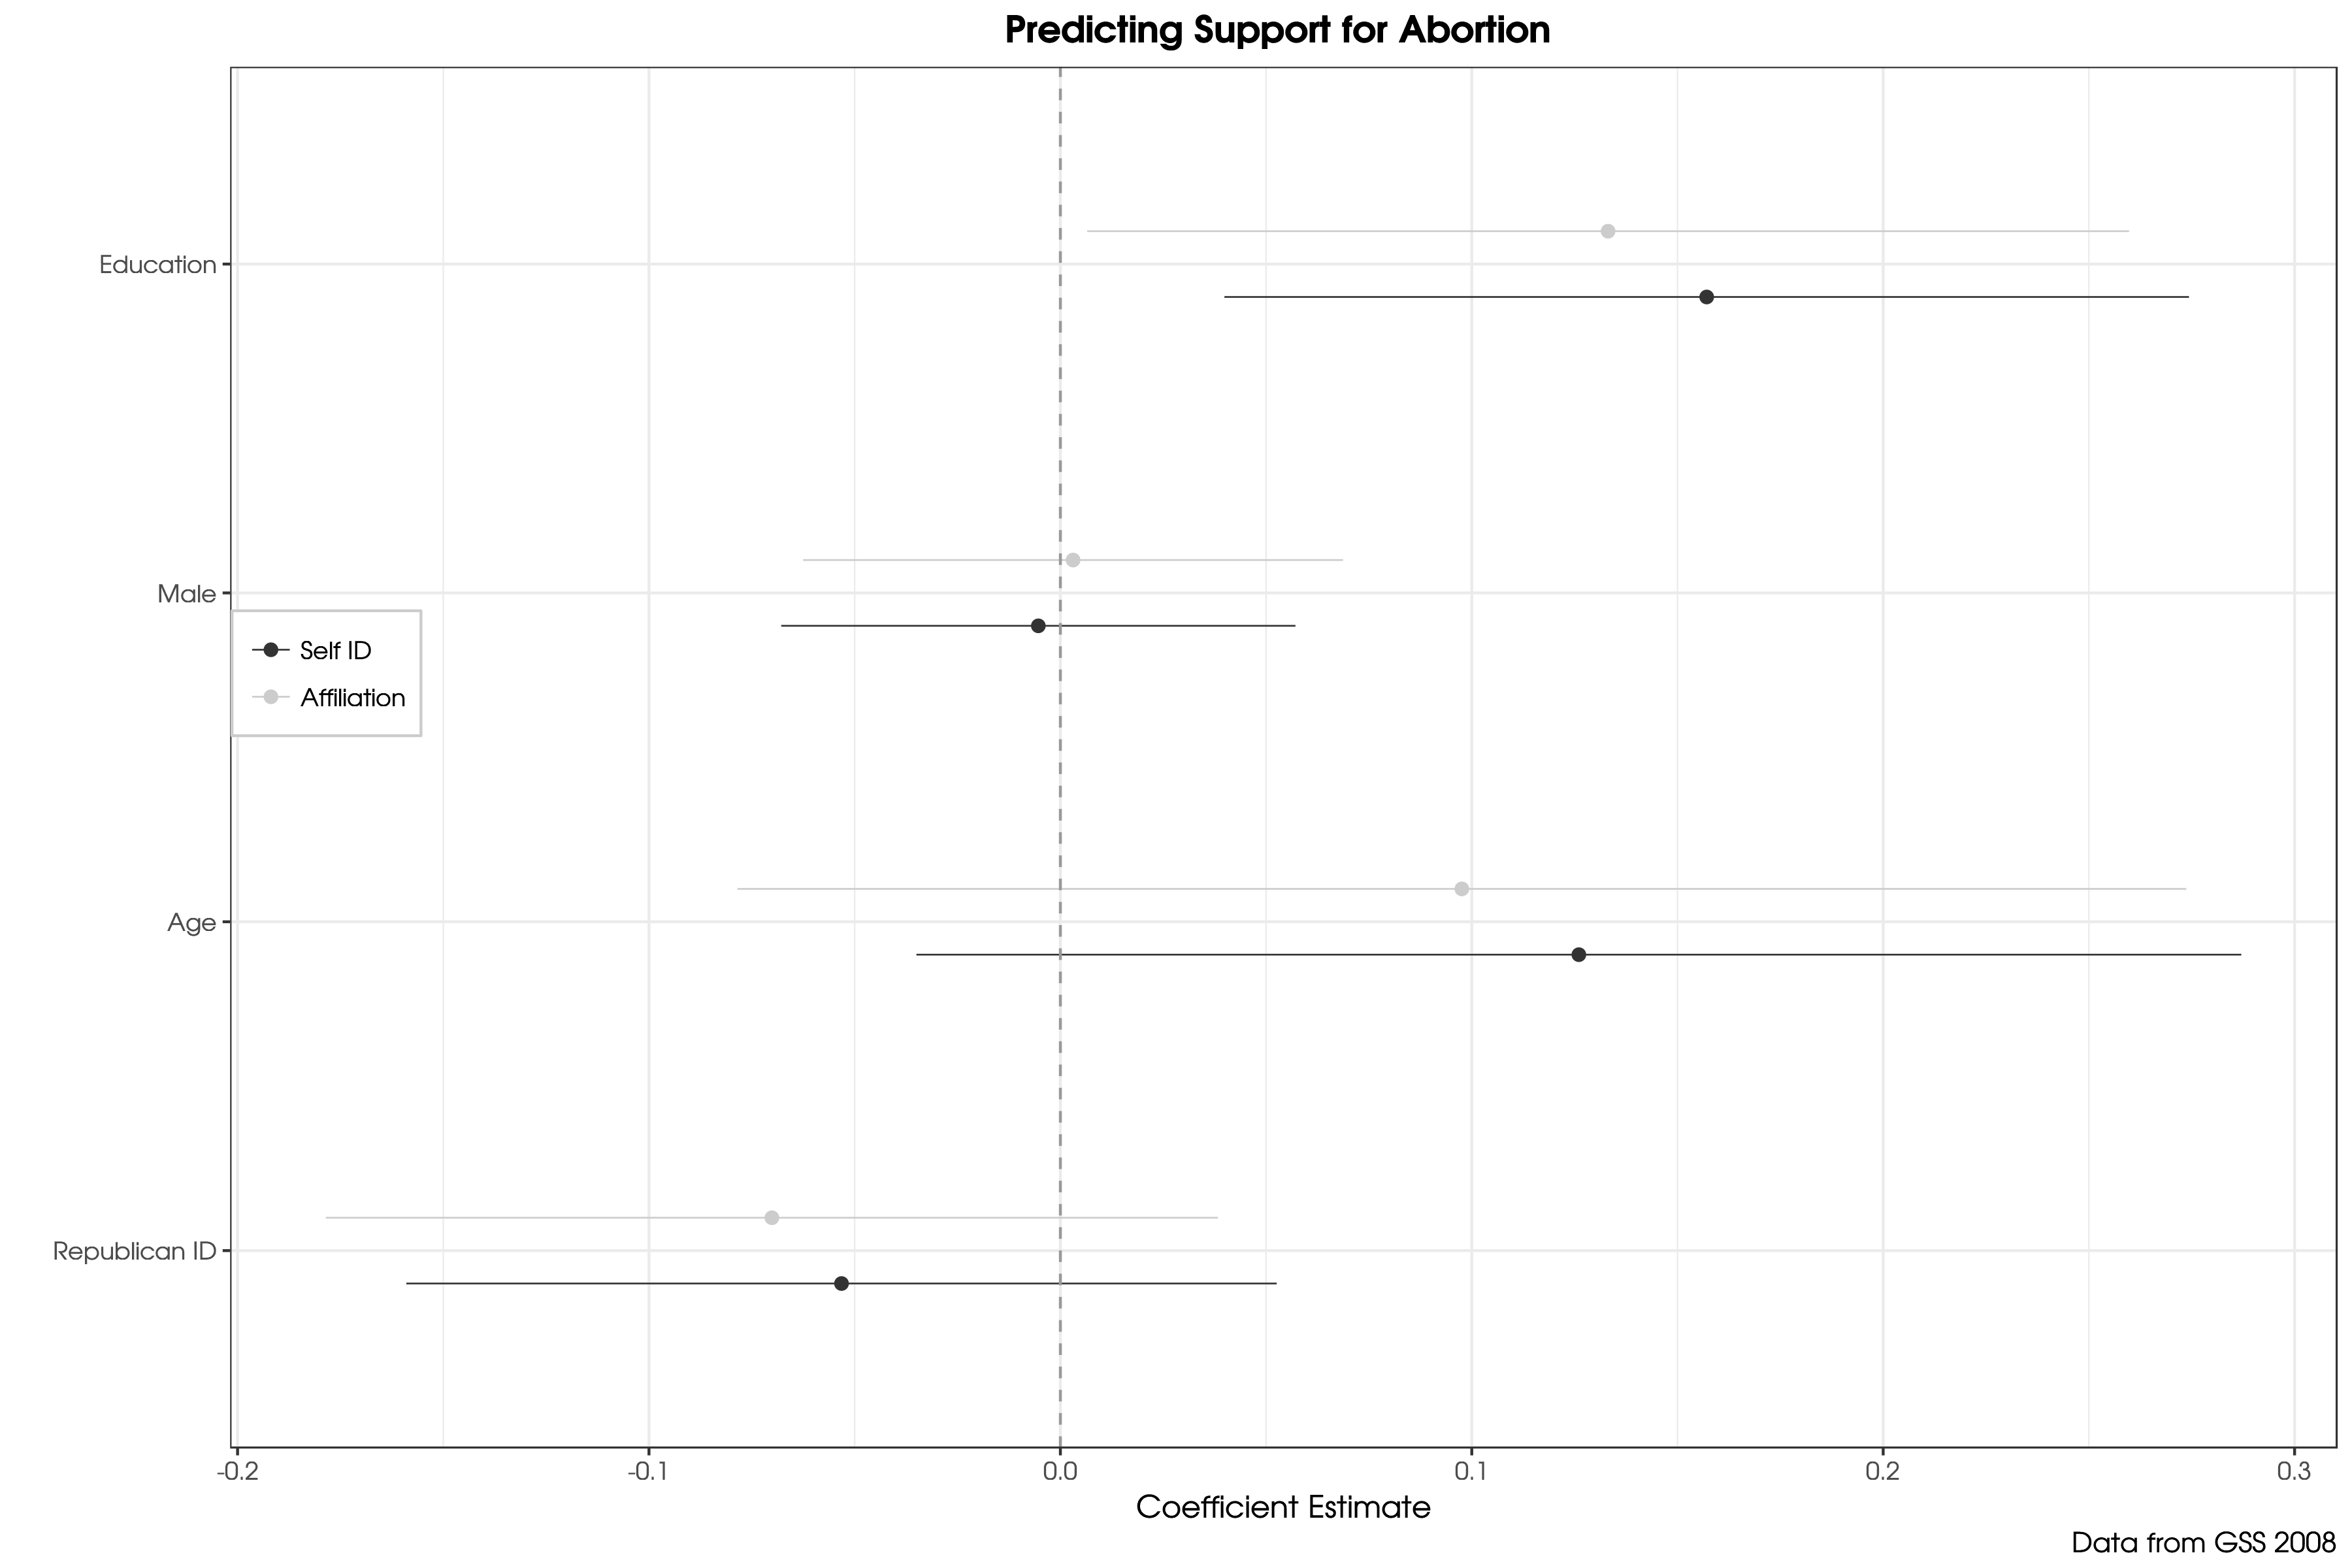 Predicting Support for Abortion
Education
Male
Self ID
Affiliation
Age
Republican ID
-0.2
-0.1
0.0
0.1
0.2
0.3
Coefficient Estimate
Data from GSS 2008